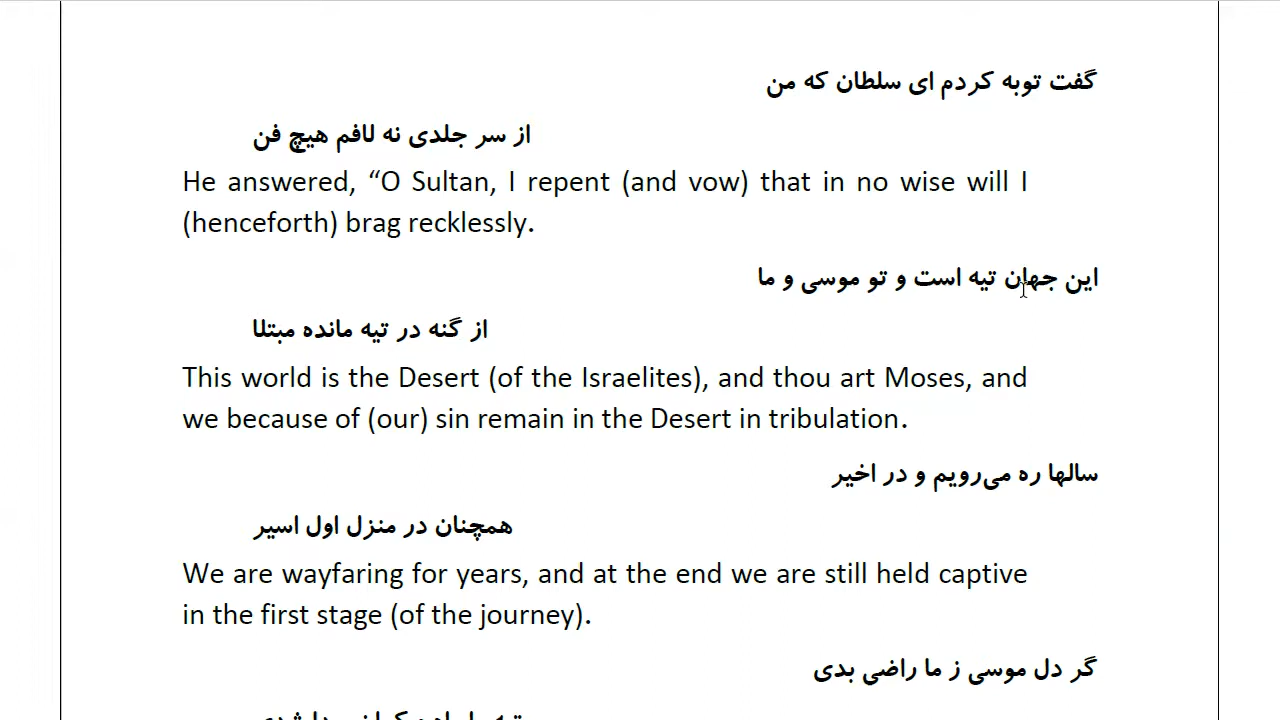 گفت توبه کردم ای سلطان که من
از سر جلدی نه لافم هیچ فن
He answered, “O Sultan, I repent (and vow) that in no wise will I
(henceforth) brag recklessly.
این جهان تیه است و تو موسی و ما
از گنه در تیه مانده مبتلا
This world is the Desert (of the Israelites), and thou art Moses, and
we because of (our) sin remain in the Desert in tribulation.
سالها ره می‌رویم و در اخیر
همچنان در منزل اول اسیر
We are wayfaring for years, and at the end we are still held captive
in the first stage (of the journey).
گر دل موسی ز ما راضی بدی